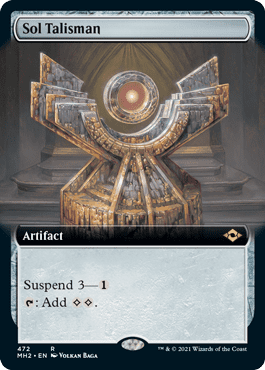 Sol Talisman
Artifact
Suspend 3—1
: Add .
472 R
MH2 • EN VOLKAN BAGA
™ & © 2021 Wizards of the Coast